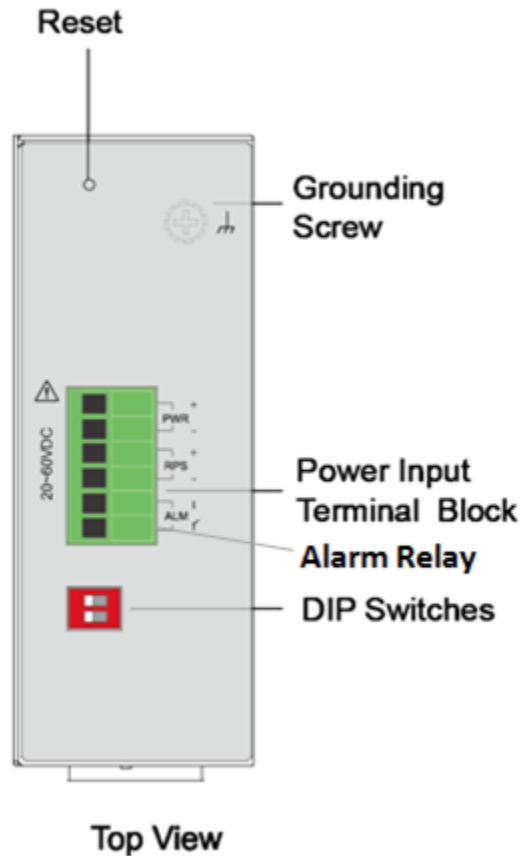 Reset
Grounding
Screw
20~60VDC
PWR
+
-
RPS
+
-
ALM
Power Input
Terminal Block
Alarm Relay
DIP Switches
Top View